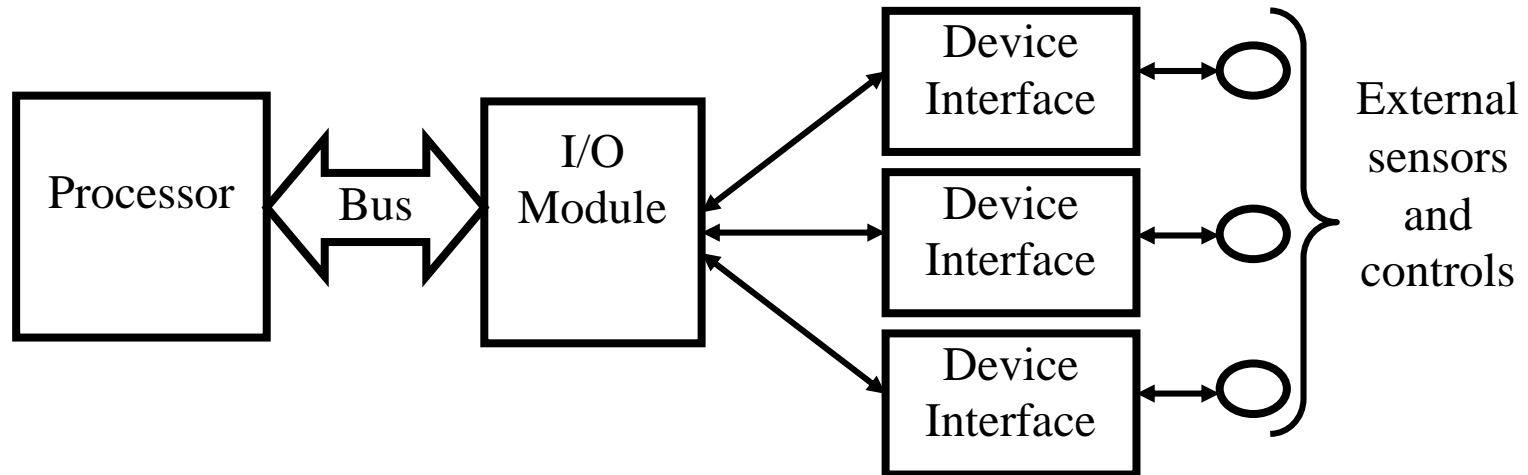 Processor
Bus
I/O
Module
Device
Interface
Device
Interface
Device
Interface
External
sensors
and
controls